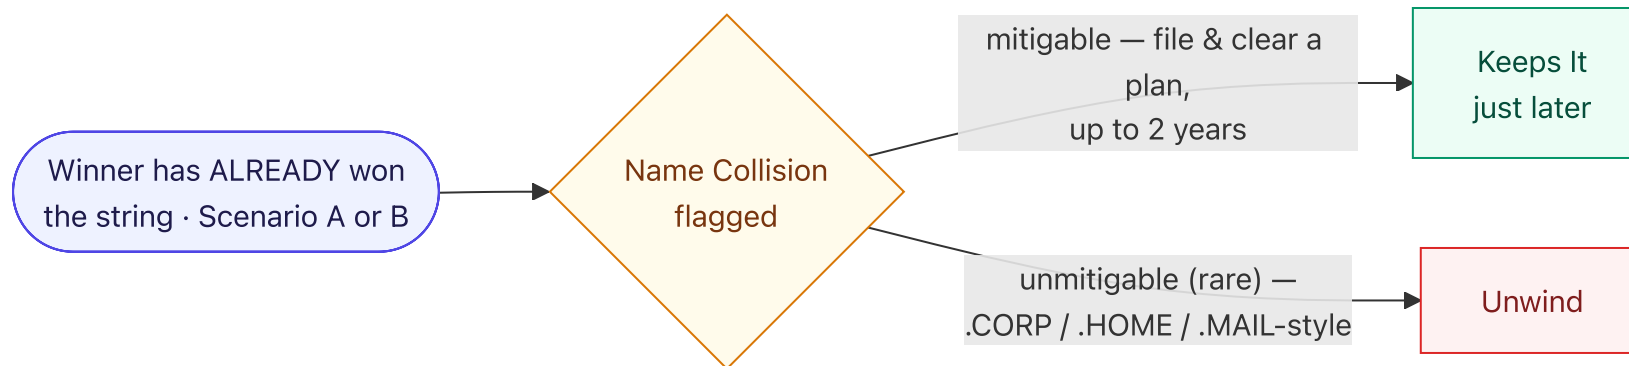 Winner has ALREADY won
the string · Scenario A or B
Name Collision
flagged
mitigable — file & clear a
plan,
up to 2 years
Keeps It
just later
unmitigable (rare) —
.CORP / .HOME / .MAIL-style
Unwind